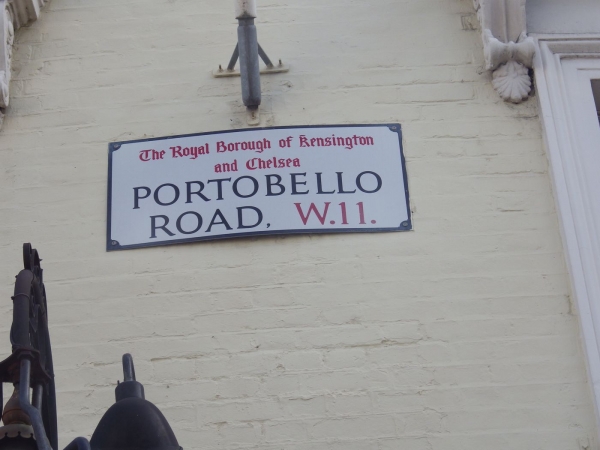 The Royal Borough of Kensington
and Chelsea
PORTOBELLO
ROAD, W.11.